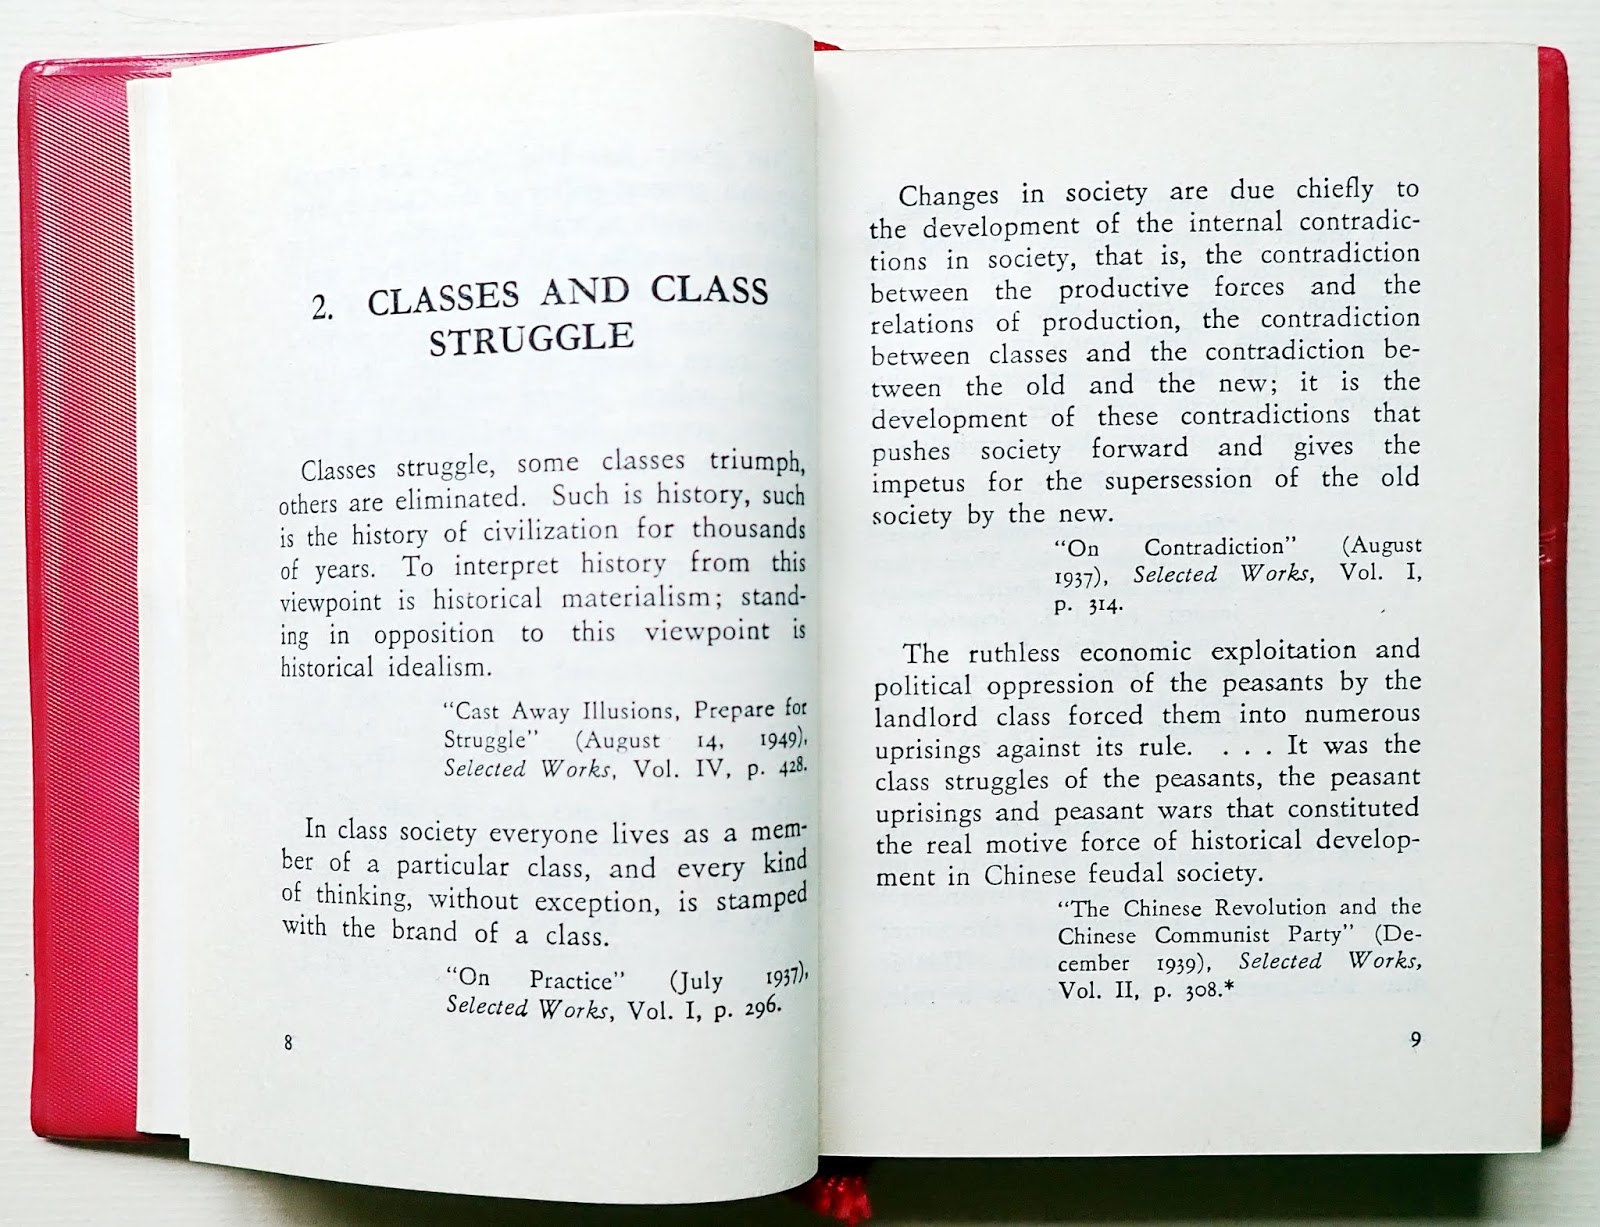 2. CLASSES AND CLASS
STRUGGLE
Classes struggle, some classes triumph,
others are eliminated. Such is history, such
is the history of civilization for thousands
of years. To interpret history from this
viewpoint is historical materialism; stand-
ing in opposition to this viewpoint is
historical idealism.
“Cast Away Illusions, Prepare for
Struggle” (August 14, 1949),
Selected Works, Vol. IV, p. 428.
In class society everyone lives as a mem-
ber of a particular class, and every kind
of thinking, without exception, is stamped
with the brand of a class.
“On Practice” (July 1937),
Selected Works, Vol. I, p. 296.
8
Changes in society are due chiefly to
the development of the internal contradic-
tions in society, that is, the contradiction
between the productive forces and the
relations of production, the contradiction
between classes and the contradiction be-
tween the old and the new; it is the
development of these contradictions that
pushes society forward and gives the
impetus for the supersession of the old
society by the new.
“On Contradiction” (August
1937), Selected Works, Vol. I,
p. 314.
The ruthless economic exploitation and
political oppression of the peasants by the
landlord class forced them into numerous
uprisings against its rule. . . . It was the
class struggles of the peasants, the peasant
uprisings and peasant wars that constituted
the real motive force of historical develop-
ment in Chinese feudal society.
“The Chinese Revolution and the
Chinese Communist Party” (De-
cember 1939), Selected Works,
Vol. II, p. 308.*
9